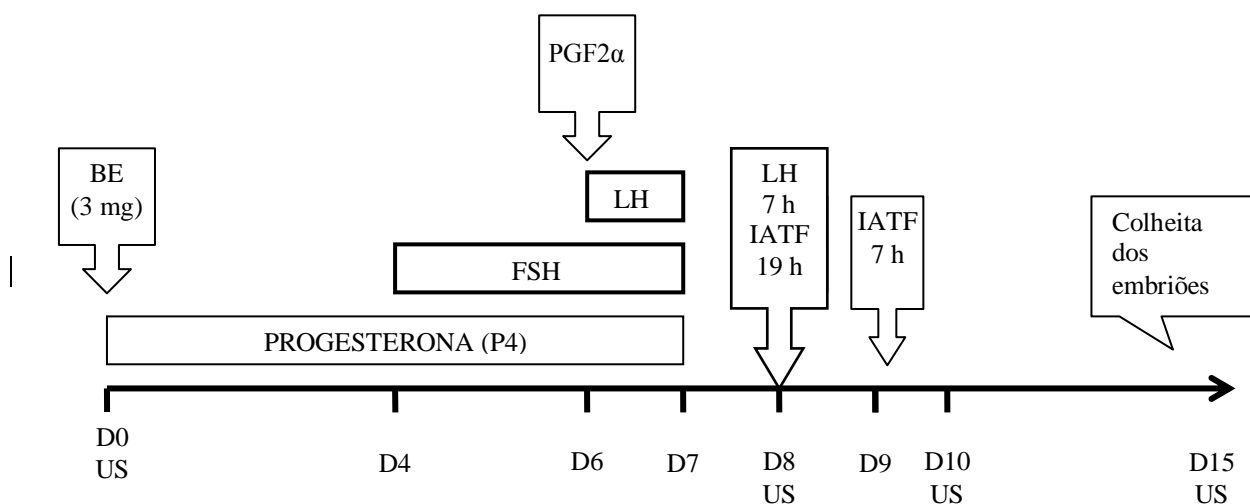 PGF2α
BE
(3 mg)
LH
FSH
PROGESTERONA (P4)
LH
7 h
IATF
19 h
IATF
7 h
Colheita
dos
embriões
D0
US
D4
D6
D7
D8
US
D9
D10
US
D15
US